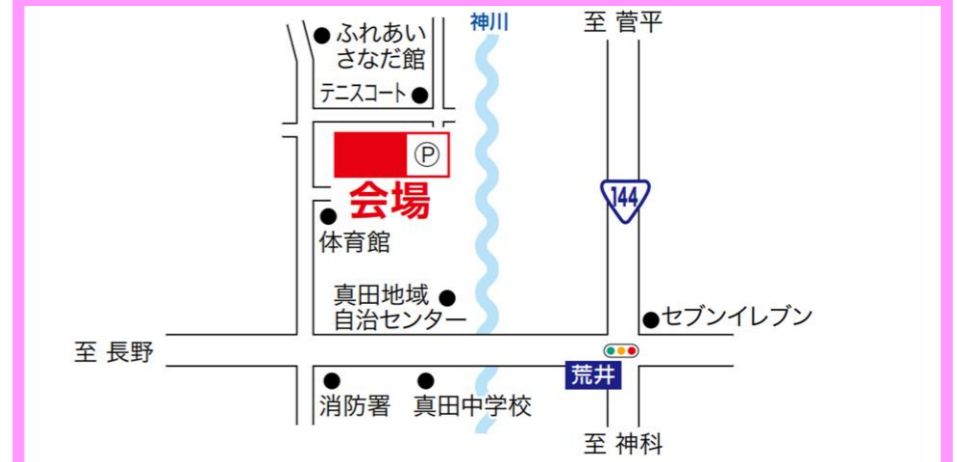 神川
至 菅平
ふれあい
さなだ館
テニスコート
P
会場
144
体育館
真田地域
自治センター
セブンイレブン
至 長野
荒井
消防署
真田中学校
至 神科